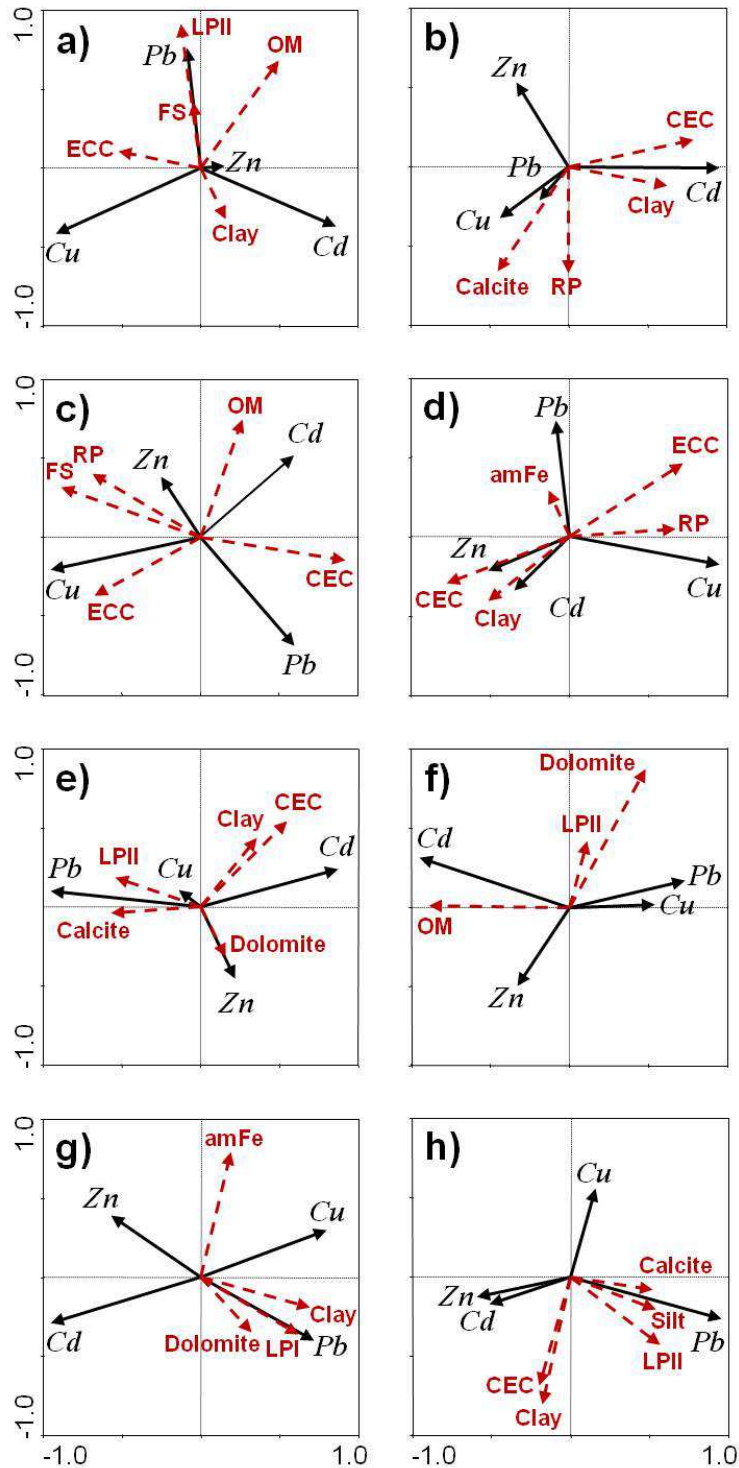 1.0
a)
LPII
Pb
OM
FS
ECC
Zn
Clay
Cu
Cd
-1.0
b)
Zn
CEC
Pb
Cd
Clay
Cu
Calcite
RP
1.0
c)
OM
Cd
RP
Zn
FS
Cu
CEC
ECC
Pb
-1.0
d)
Pb
ECC
amFe
RP
Zn
Cu
CEC
Cd
Clay
1.0
e)
Clay
CEC
LPII
Cu
Cd
Pb
Calcite
Dolomite
Zn
-1.0
f)
Dolomite
LPII
Cd
Pb
Cu
OM
Zn
1.0
g)
amFe
Zn
Cu
Clay
Cd
Dolomite
LPI
Pb
-1.0
-1.0
1.0
h)
Cu
Calcite
Zn
Silt
Cd
Pb
LPII
CEC
Clay
-1.0
1.0